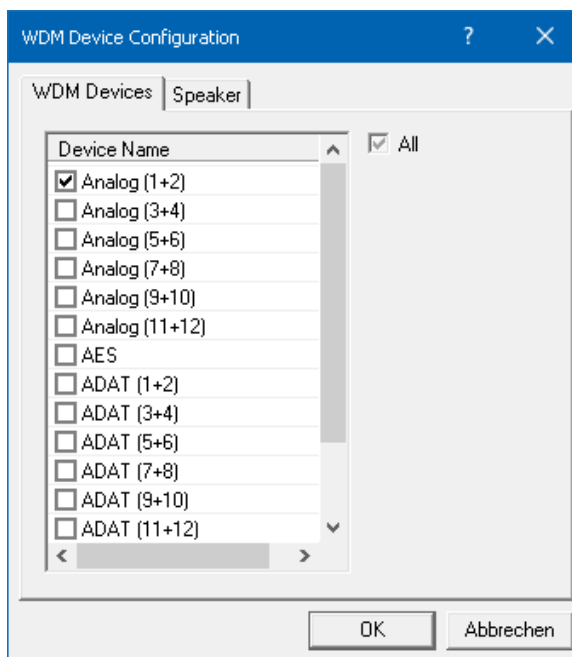 WDM Device Configuration
WDM Devices
Speaker
Device Name
All
Analog (1+2)
Analog (3+4)
Analog (5+6)
Analog (7+8)
Analog (9+10)
Analog (11+12)
AES
ADAT (1+2)
ADAT (3+4)
ADAT (5+6)
ADAT (7+8)
ADAT (9+10)
ADAT (11+12)
OK
Abbrechen